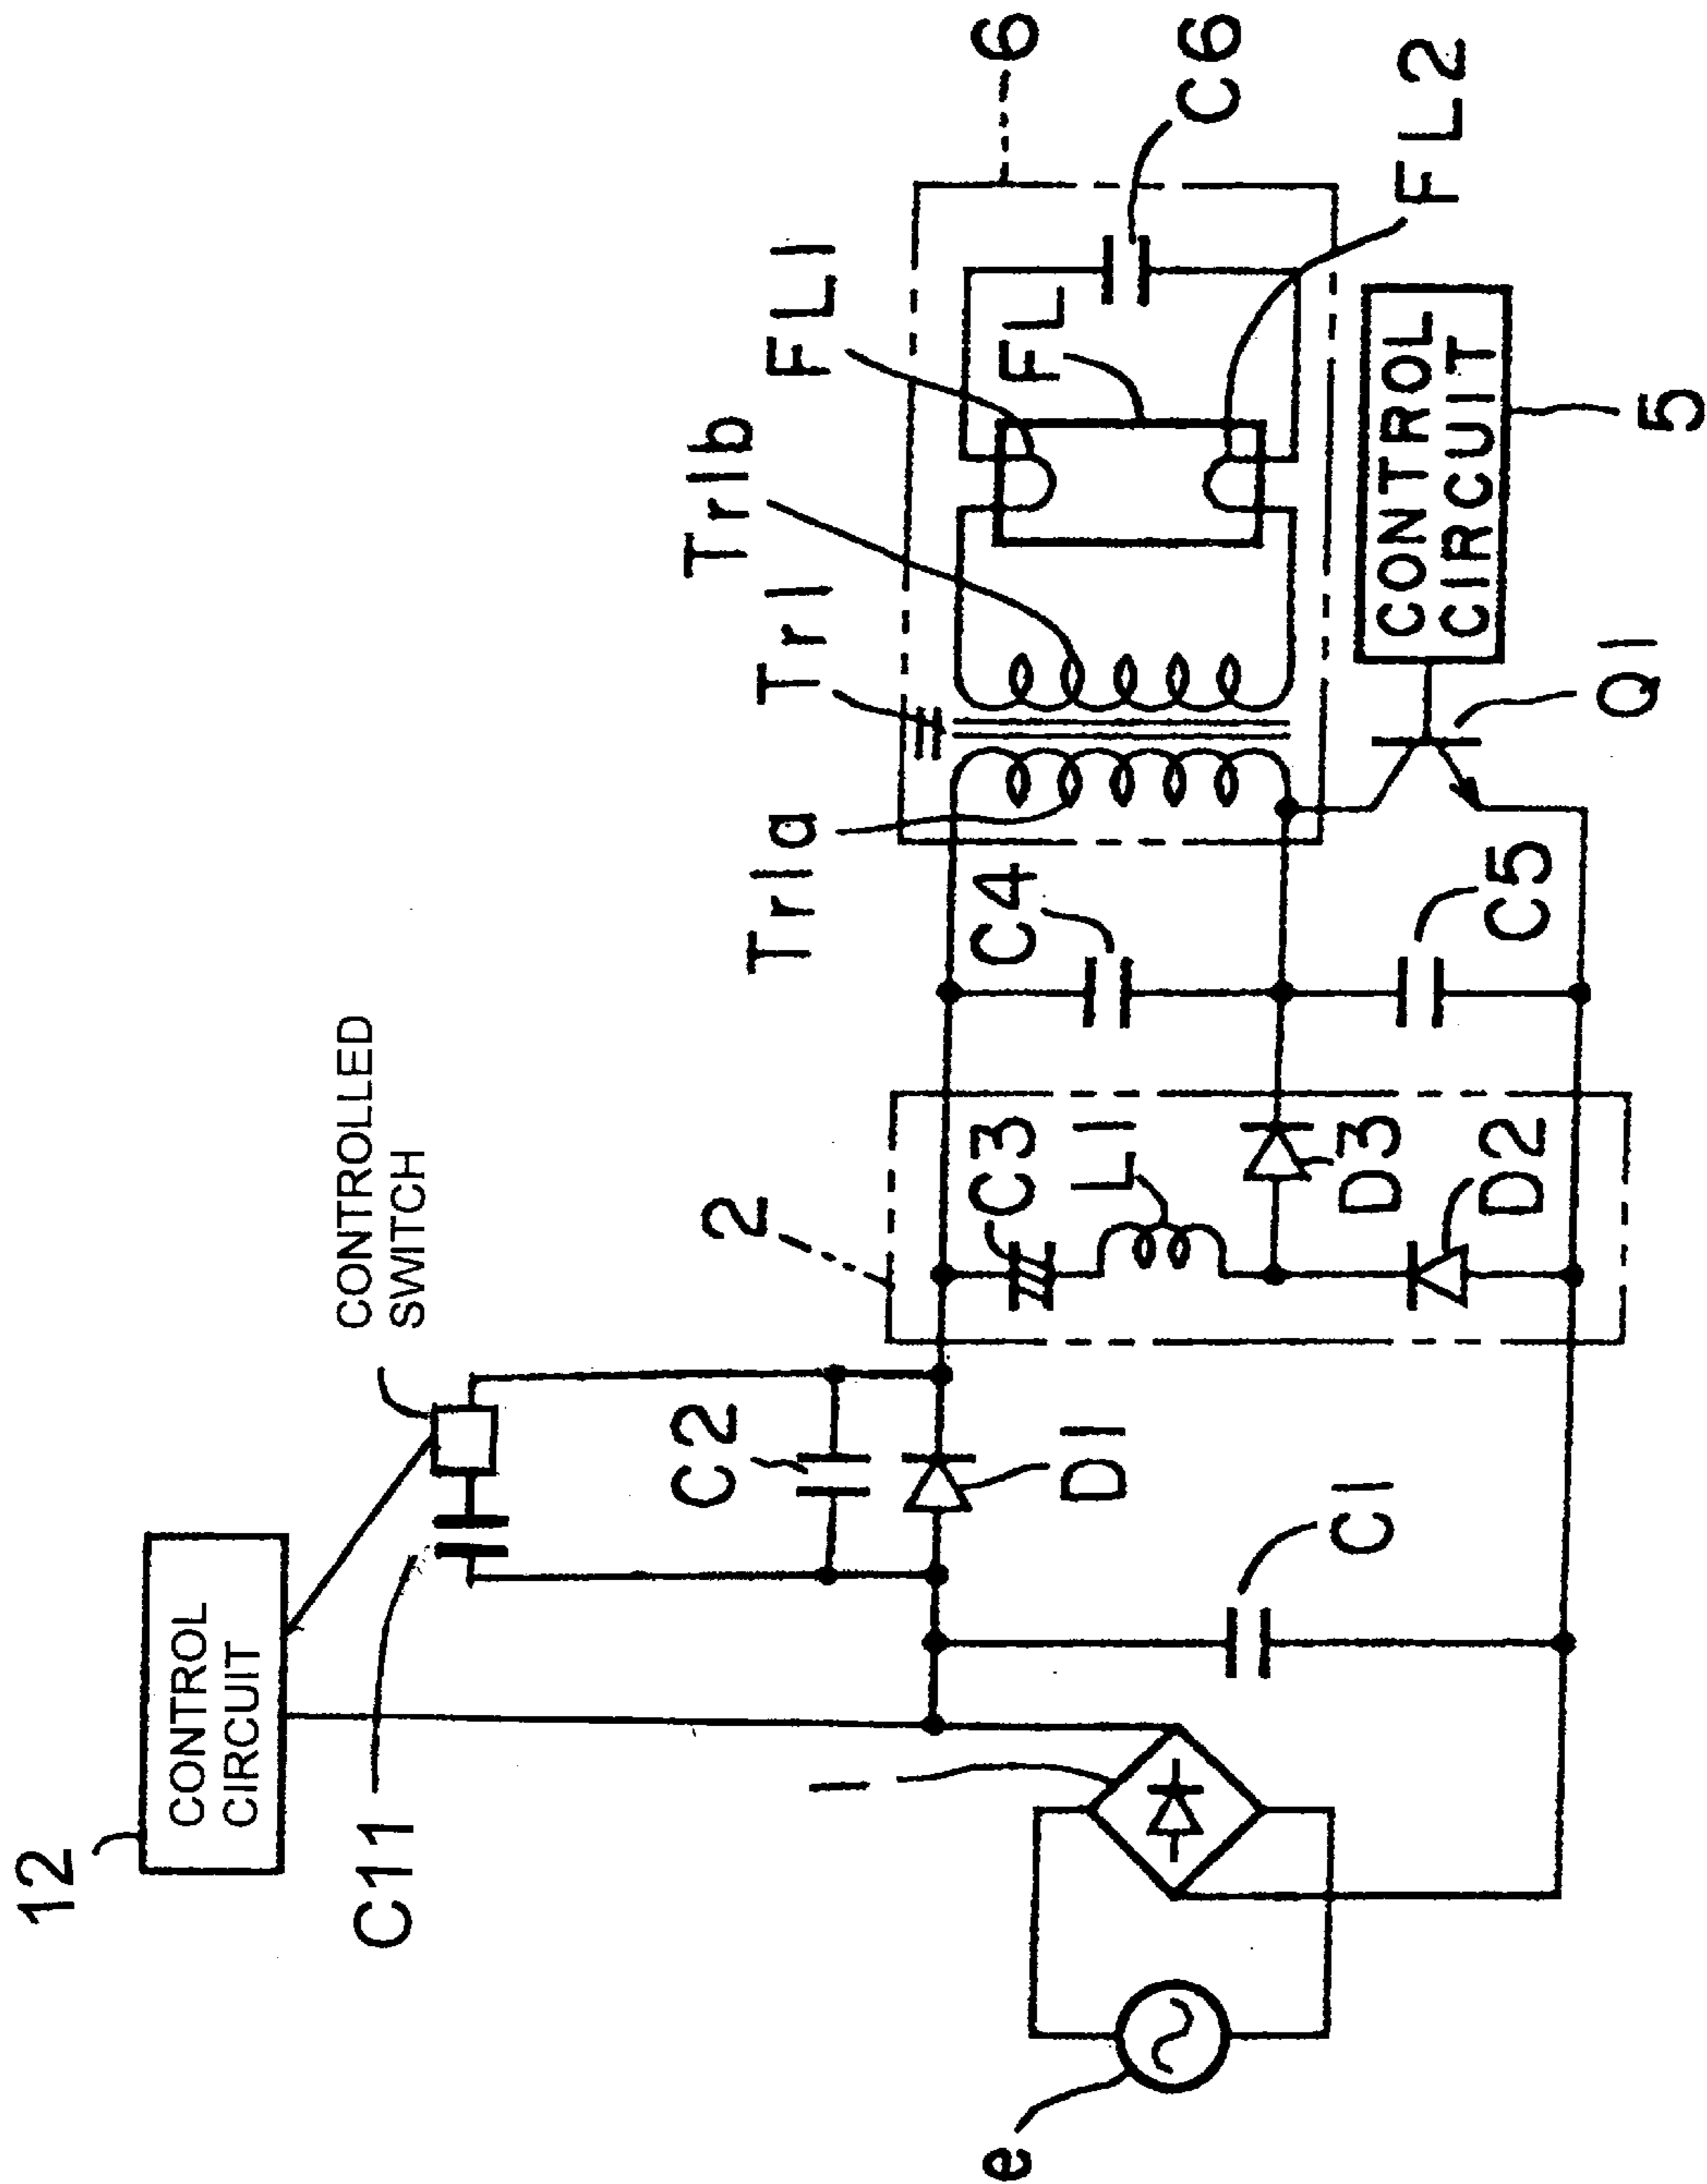 12
CONTROL
CIRCUIT
C11
CONTROLLED
SWITCH
C2
D1
C1
1
e
2
C3
L1
D3
D2
C4
C5
Tr1a
Tr1
Tr1b
FL1
FL
6
C6
FL2
CONTROL
CIRCUIT
5
Q1